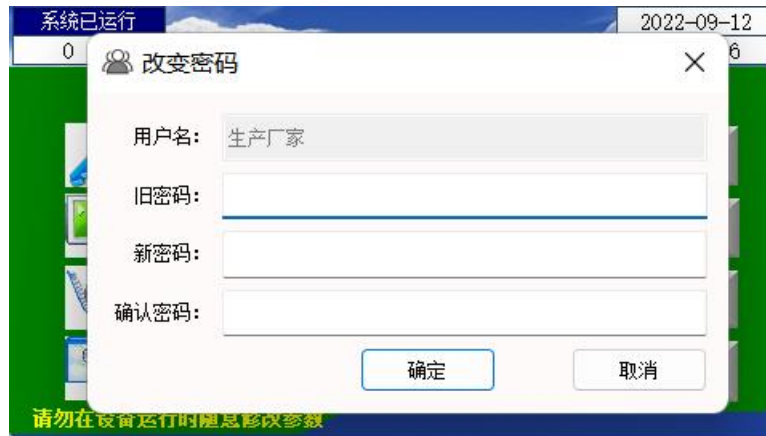 系统已运行 2022-09-12
0 6
改变密码
用户名： 生产厂家
旧密码：
新密码：
确认密码：
确定 取消
请勿在设备运行时随意修改参数